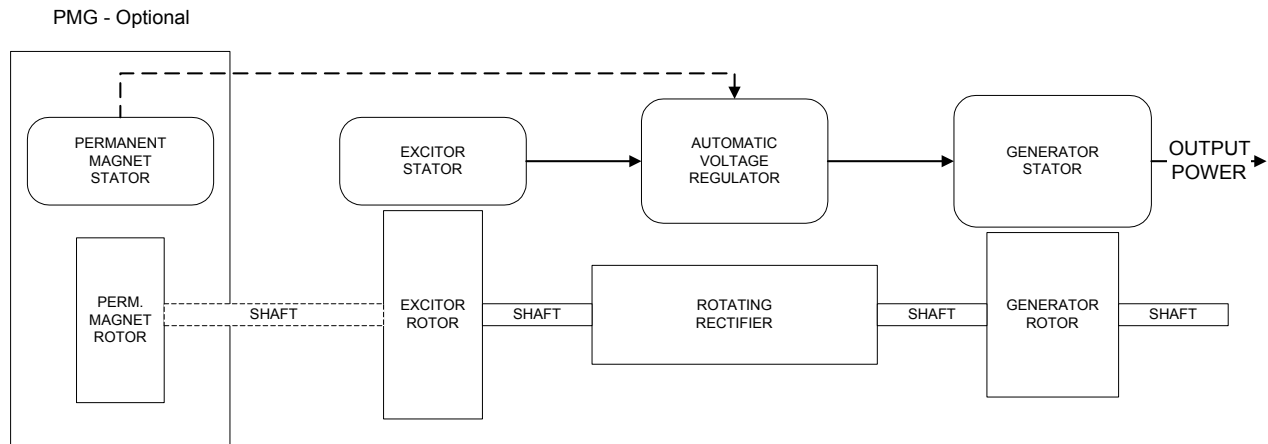 PMG - Optional
PERMANENT
MAGNET
STATOR
EXCITOR
STATOR
AUTOMATIC
VOLTAGE
REGULATOR
GENERATOR
STATOR
OUTPUT
POWER
PERM.
MAGNET
ROTOR
SHAFT
EXCITOR
ROTOR
SHAFT
ROTATING
RECTIFIER
SHAFT
GENERATOR
ROTOR
SHAFT